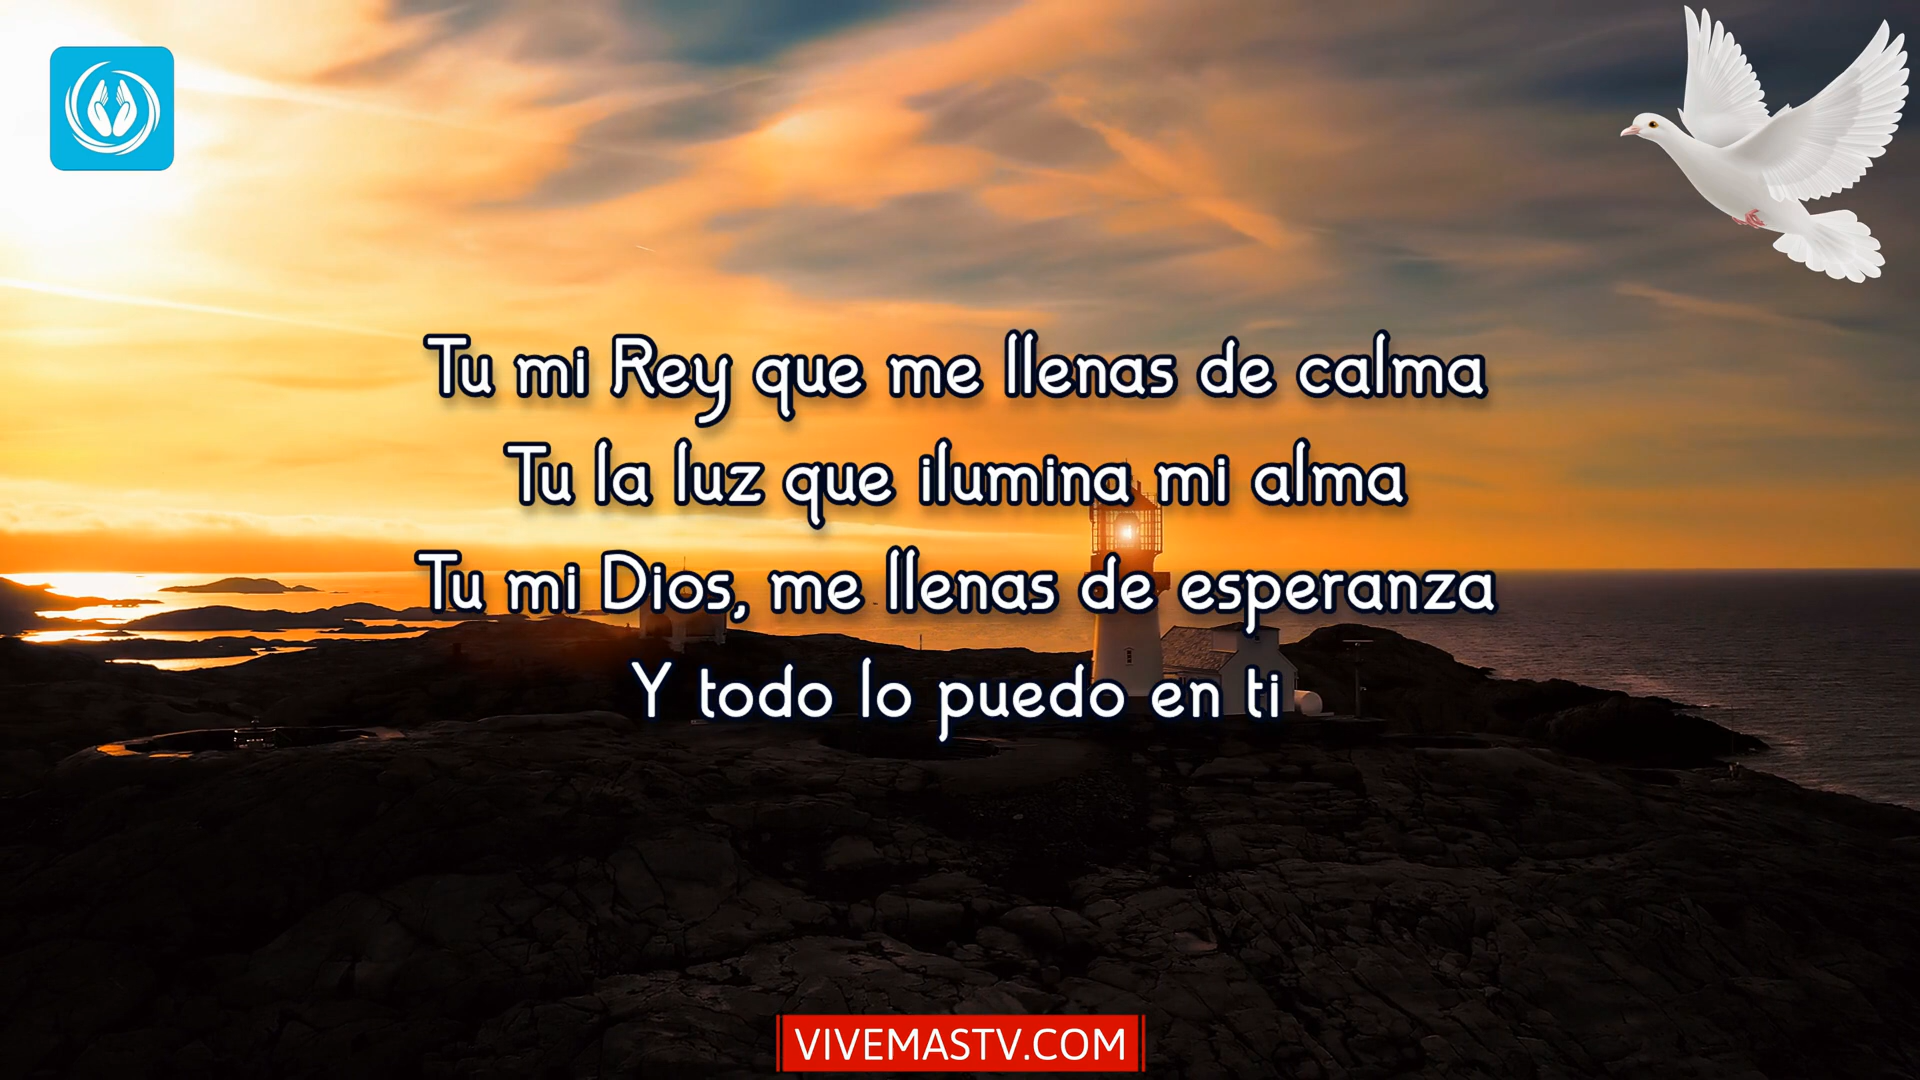 Tu mi Rey que me llenas de calma
Tu la luz que ilumina mi alma
Tu mi Dios, me llenas de esperanza
Y todo lo puedo en ti
VIVEMASTV.COM